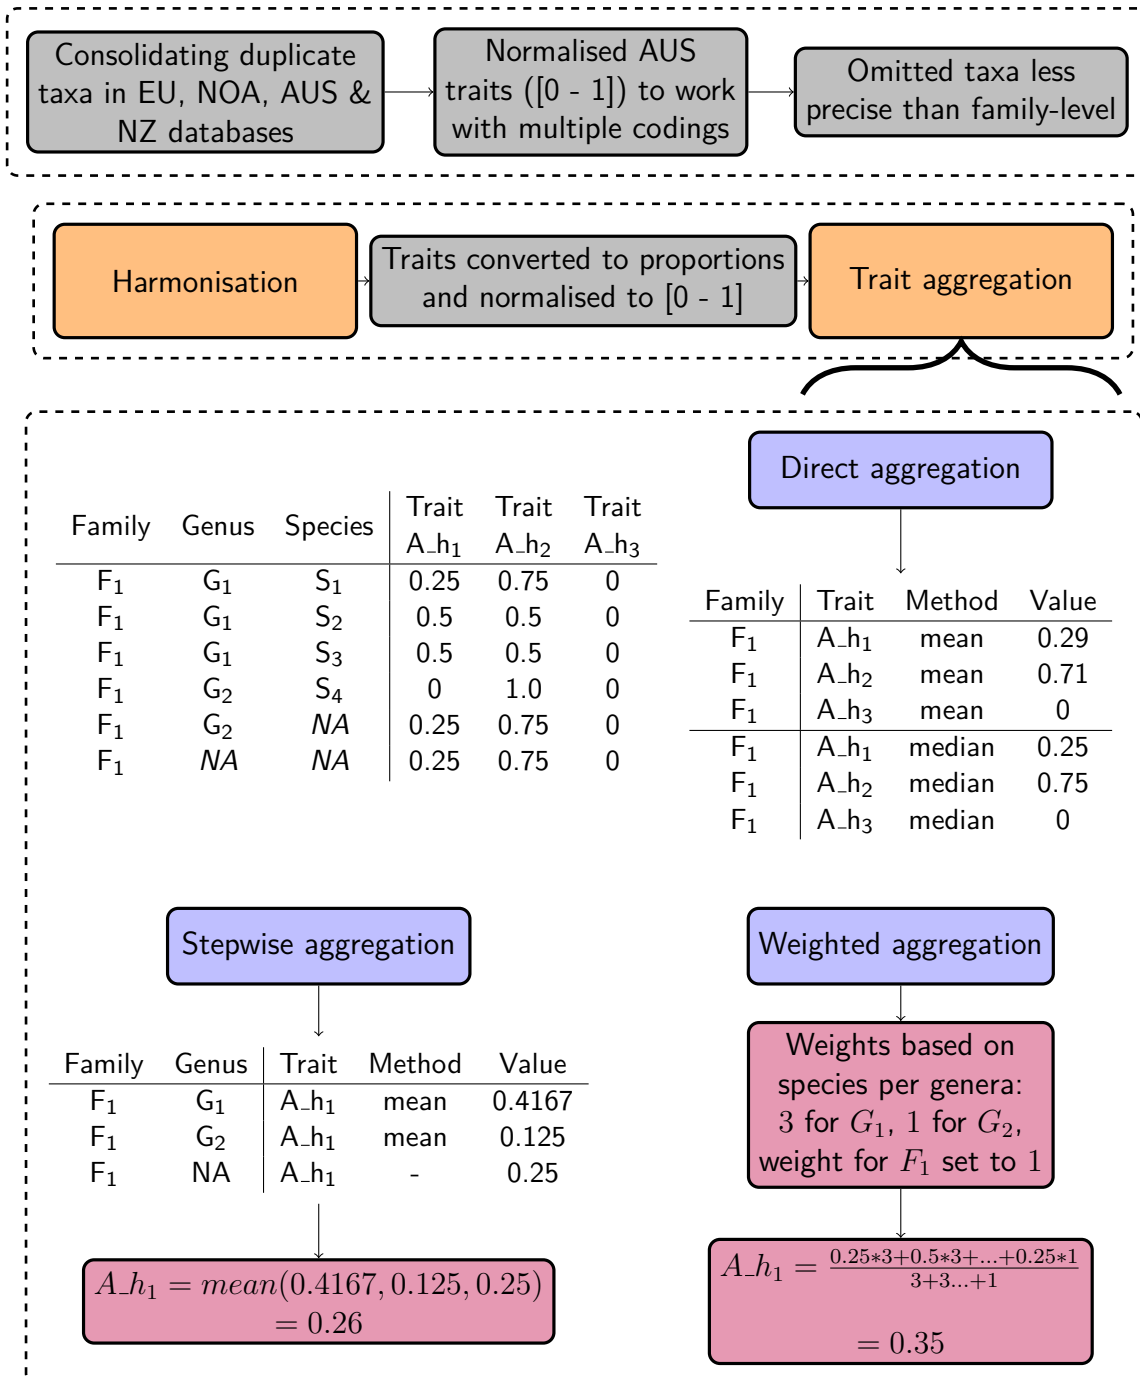 Consolidating duplicate
taxa in EU, NOA, AUS &
NZ databases
Normalised AUS
traits ([0 - 1]) to work
with multiple codings
Omitted taxa less
precise than family-level
Harmonisation
Traits converted to proportions
and normalised to [0 - 1]
Trait aggregation
Direct aggregation
Family Genus Species Trait A_h₁ Trait A_h₂ Trait A_h₃
F₁ G₁ S₁ 0.25 0.75 0
F₁ G₁ S₂ 0.5 0.5 0
F₁ G₁ S₃ 0.5 0.5 0
F₁ G₂ S₄ 0 1.0 0
F₁ G₂ NA 0.25 0.75 0
F₁ NA NA 0.25 0.75 0
Family Trait Method Value
F₁ A_h₁ mean 0.29
F₁ A_h₂ mean 0.71
F₁ A_h₃ mean 0
F₁ A_h₁ median 0.25
F₁ A_h₂ median 0.75
F₁ A_h₃ median 0
Stepwise aggregation
Family Genus Trait Method Value
F₁ G₁ A_h₁ mean 0.4167
F₁ G₂ A_h₁ mean 0.125
F₁ NA A_h₁ - 0.25
A_h₁ = mean(0.4167, 0.125, 0.25)
= 0.26
Weighted aggregation
Weights based on
species per genera:
3 for G₁, 1 for G₂,
weight for F₁ set to 1
A_h₁ = 0.25*3+0.5*3+...+0.25*1 / 3+3...+1
= 0.35